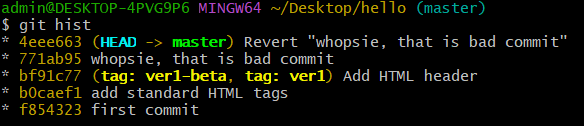 admin@DESKTOP-4PVG9P6 MINGW64 ~/Desktop/hello (master)
$ git hist
* 4eee663 (HEAD -> master) Revert "whopsie, that is bad commit"
* 771ab95 whopsie, that is bad commit
* bf91c77 (tag: ver1-beta, tag: ver1) Add HTML header
* b0caef1 add standard HTML tags
* f854323 first commit